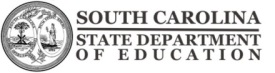 SOUTH CAROLINA
STATE DEPARTMENT
OF EDUCATION